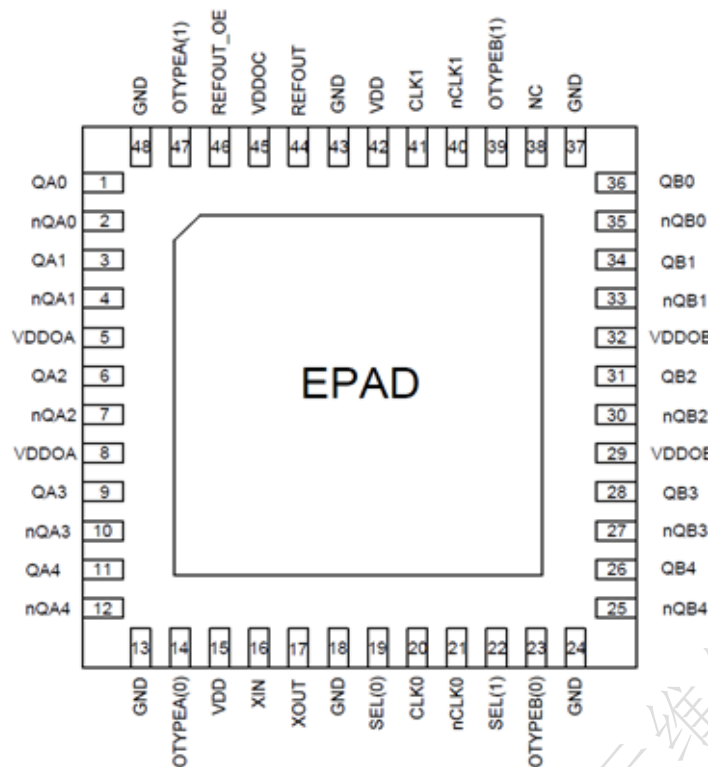 GND OTYPEA(1) REFOUT_OE VDDOC REFOUT GND VDD CLK1 nCLK1 OTYPEB(1) NC GND
48 47 46 45 44 43 42 41 40 39 38 37
QA0 1 36 QB0
nQA0 2 35 nQB0
QA1 3 34 QB1
nQA1 4 33 nQB1
VDDOA 5 32 VDDOB
QA2 6 31 QB2
EPAD
nQA2 7 30 nQB2
VDDOA 8 29 VDDOB
QA3 9 28 QB3
nQA3 10 27 nQB3
QA4 11 26 QB4
nQA4 12 25 nQB4
13 14 15 16 17 18 19 20 21 22 23 24
GND OTYPEA(0) VDD XIN XOUT GND SEL(0) CLK0 nCLK0 SEL(1) OTYPEB(0) GND